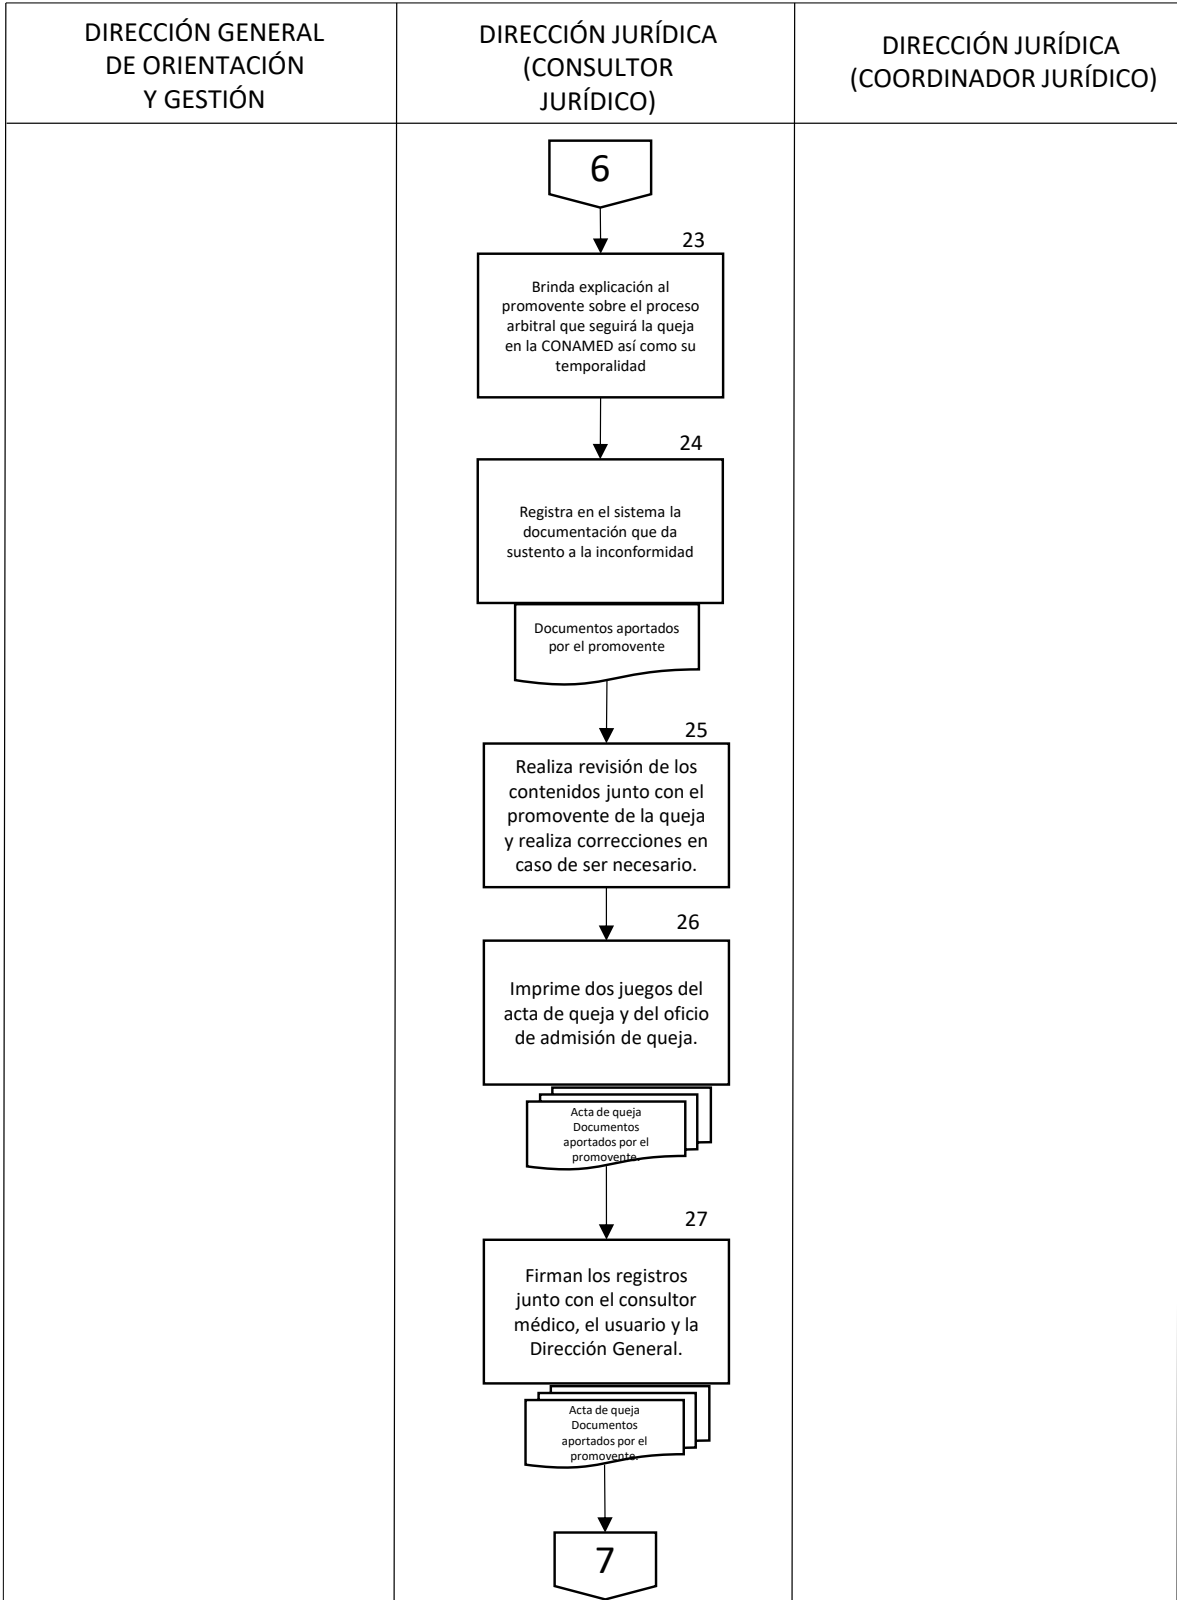 DIRECCIÓN GENERAL
DE ORIENTACIÓN
Y GESTIÓN
DIRECCIÓN JURÍDICA
(CONSULTOR
JURÍDICO)
DIRECCIÓN JURÍDICA
(COORDINADOR JURÍDICO)
6
23
Brinda explicación al
promovente sobre el proceso
arbitral que seguirá la queja
en la CONAMED así como su
temporalidad
24
Registra en el sistema la
documentación que da
sustento a la inconformidad
Documentos aportados
por el promovente
25
Realiza revisión de los
contenidos junto con el
promovente de la queja
y realiza correcciones en
caso de ser necesario.
26
Imprime dos juegos del
acta de queja y del oficio
de admisión de queja.
Acta de queja
Documentos
aportados por el
promovente.
27
Firman los registros
junto con el consultor
médico, el usuario y la
Dirección General.
Acta de queja
Documentos
aportados por el
promovente.
7